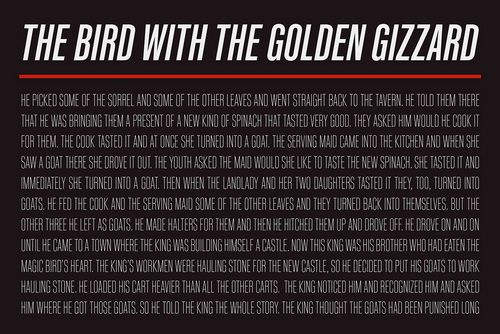 THE BIRD WITH THE GOLDEN GIZZARD
HE PICKED SOME OF THE SORREL AND SOME OF THE OTHER LEAVES AND WENT STRAIGHT BACK TO THE TAVERN. HE TOLD THEM THERE
THAT HE WAS BRINGING THEM A PRESENT OF A NEW KIND OF SPINACH THAT TASTED VERY GOOD. THEY ASKED HIM WOULD HE COOK IT
FOR THEM. THE COOK TASTED IT AND AT ONCE SHE TURNED INTO A GOAT. THE SERVING MAID CAME INTO THE KITCHEN AND WHEN SHE
SAW A GOAT THERE SHE DROVE IT OUT. THE YOUTH ASKED THE MAID WOULD SHE LIKE TO TASTE THE NEW SPINACH. SHE TASTED IT AND
IMMEDIATELY SHE TURNED INTO A GOAT. THEN WHEN THE LANDLADY AND HER TWO DAUGHTERS TASTED IT THEY, TOO, TURNED INTO
GOATS. HE FED THE COOK AND THE SERVING MAID SOME OF THE OTHER LEAVES AND THEY TURNED BACK INTO THEMSELVES. BUT THE
OTHER THREE HE LEFT AS GOATS. HE MADE HALTERS FOR THEM AND THEN HE HITCHED THEM UP AND DROVE OFF. HE DROVE ON AND ON
UNTIL HE CAME TO A TOWN WHERE THE KING WAS BUILDING HIMSELF A CASTLE. NOW THIS KING WAS HIS BROTHER WHO HAD EATEN THE
MAGIC BIRD'S HEART. THE KING'S WORKMEN WERE HAULING STONE FOR THE NEW CASTLE, SO HE DECIDED TO PUT HIS GOATS TO WORK
HAULING STONE. HE LOADED HIS CART HEAVIER THAN ALL THE OTHER CARTS. THE KING NOTICED HIM AND RECOGNIZED HIM AND ASKED
HIM WHERE HE GOT THOSE GOATS. SO HE TOLD THE KING THE WHOLE STORY. THE KING THOUGHT THE GOATS HAD BEEN PUNISHED LONG